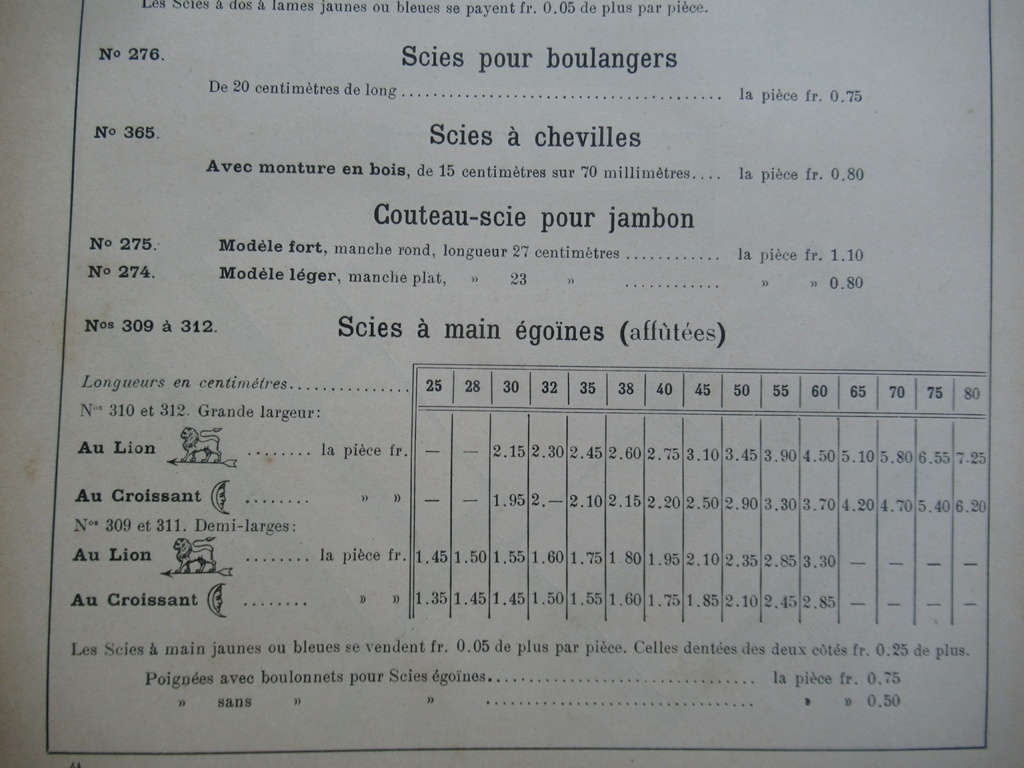 Les Scies à dos à lames jaunes ou bleues se payent fr. 0.05 de plus par pièce.
No 276. Scies pour boulangers
De 20 centimètres de long ........................................ la pièce fr. 0.75
No 365. Scies à chevilles
Avec monture en bois, de 15 centimètres sur 70 millimètres.... la pièce fr. 0.80
Couteau-scie pour jambon
No 275. Modèle fort, manche rond, longueur 27 centimètres ............ la pièce fr. 1.10
No 274. Modèle léger, manche plat, » 23 » ............ » » 0.80
Nos 309 à 312. Scies à main égoïnes (affûtées)
Longueurs en centimètres............... 25 28 30 32 35 38 40 45 50 55 60 65 70 75 80
Nos 310 et 312. Grande largeur:
Au Lion ........ la pièce fr. — — 2.15 2.30 2.45 2.60 2.75 3.10 3.45 3.90 4.50 5.10 5.80 6.55 7.25
Au Croissant ........ » » — — 1.95 2.— 2.10 2.15 2.20 2.50 2.90 3.30 3.70 4.20 4.70 5.40 6.20
Nos 309 et 311. Demi-larges:
Au Lion ........ la pièce fr. 1.45 1.50 1.55 1.60 1.75 1 80 1.95 2.10 2.35 2.85 3.30 — — — —
Au Croissant ........ » » 1.35 1.45 1.45 1.50 1.55 1.60 1.75 1.85 2.10 2.45 2.85 — — — —
Les Scies à main jaunes ou bleues se vendent fr. 0.05 de plus par pièce. Celles dentées des deux côtés fr. 0.25 de plus.
Poignées avec boulonnets pour Scies égoïnes................................. la pièce fr. 0.75
» sans » » ................................. » » 0.50